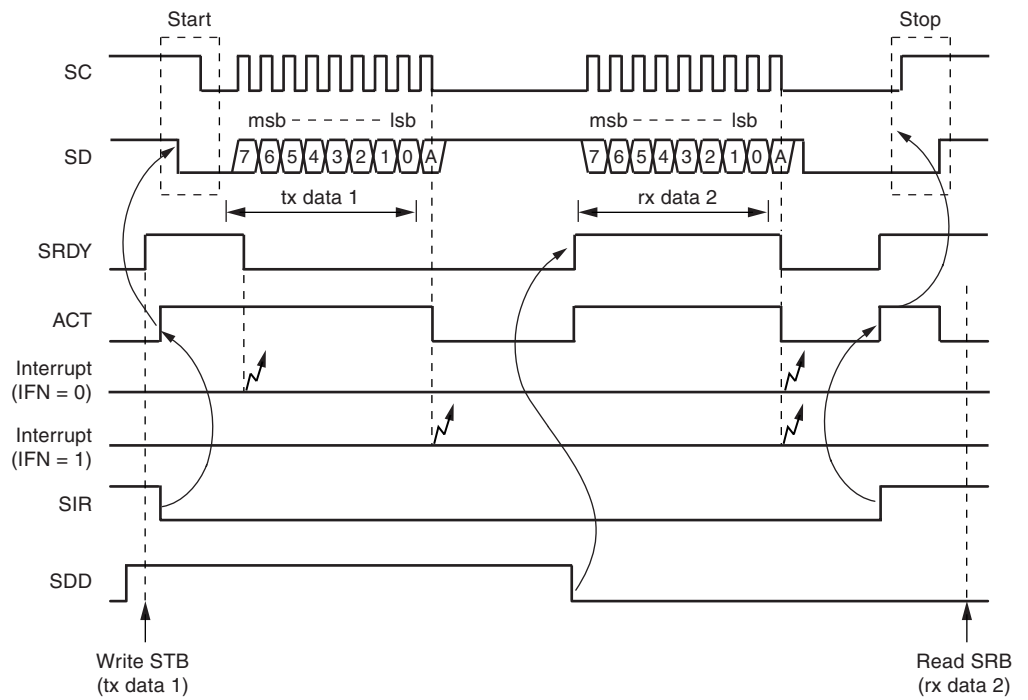 Start
Stop
SC
msb lsb
msb lsb
SD
7 6 5 4 3 2 1 0 A
7 6 5 4 3 2 1 0 A
tx data 1
rx data 2
SRDY
ACT
Interrupt
(IFN = 0)
Interrupt
(IFN = 1)
SIR
SDD
Write STB
(tx data 1)
Read SRB
(rx data 2)